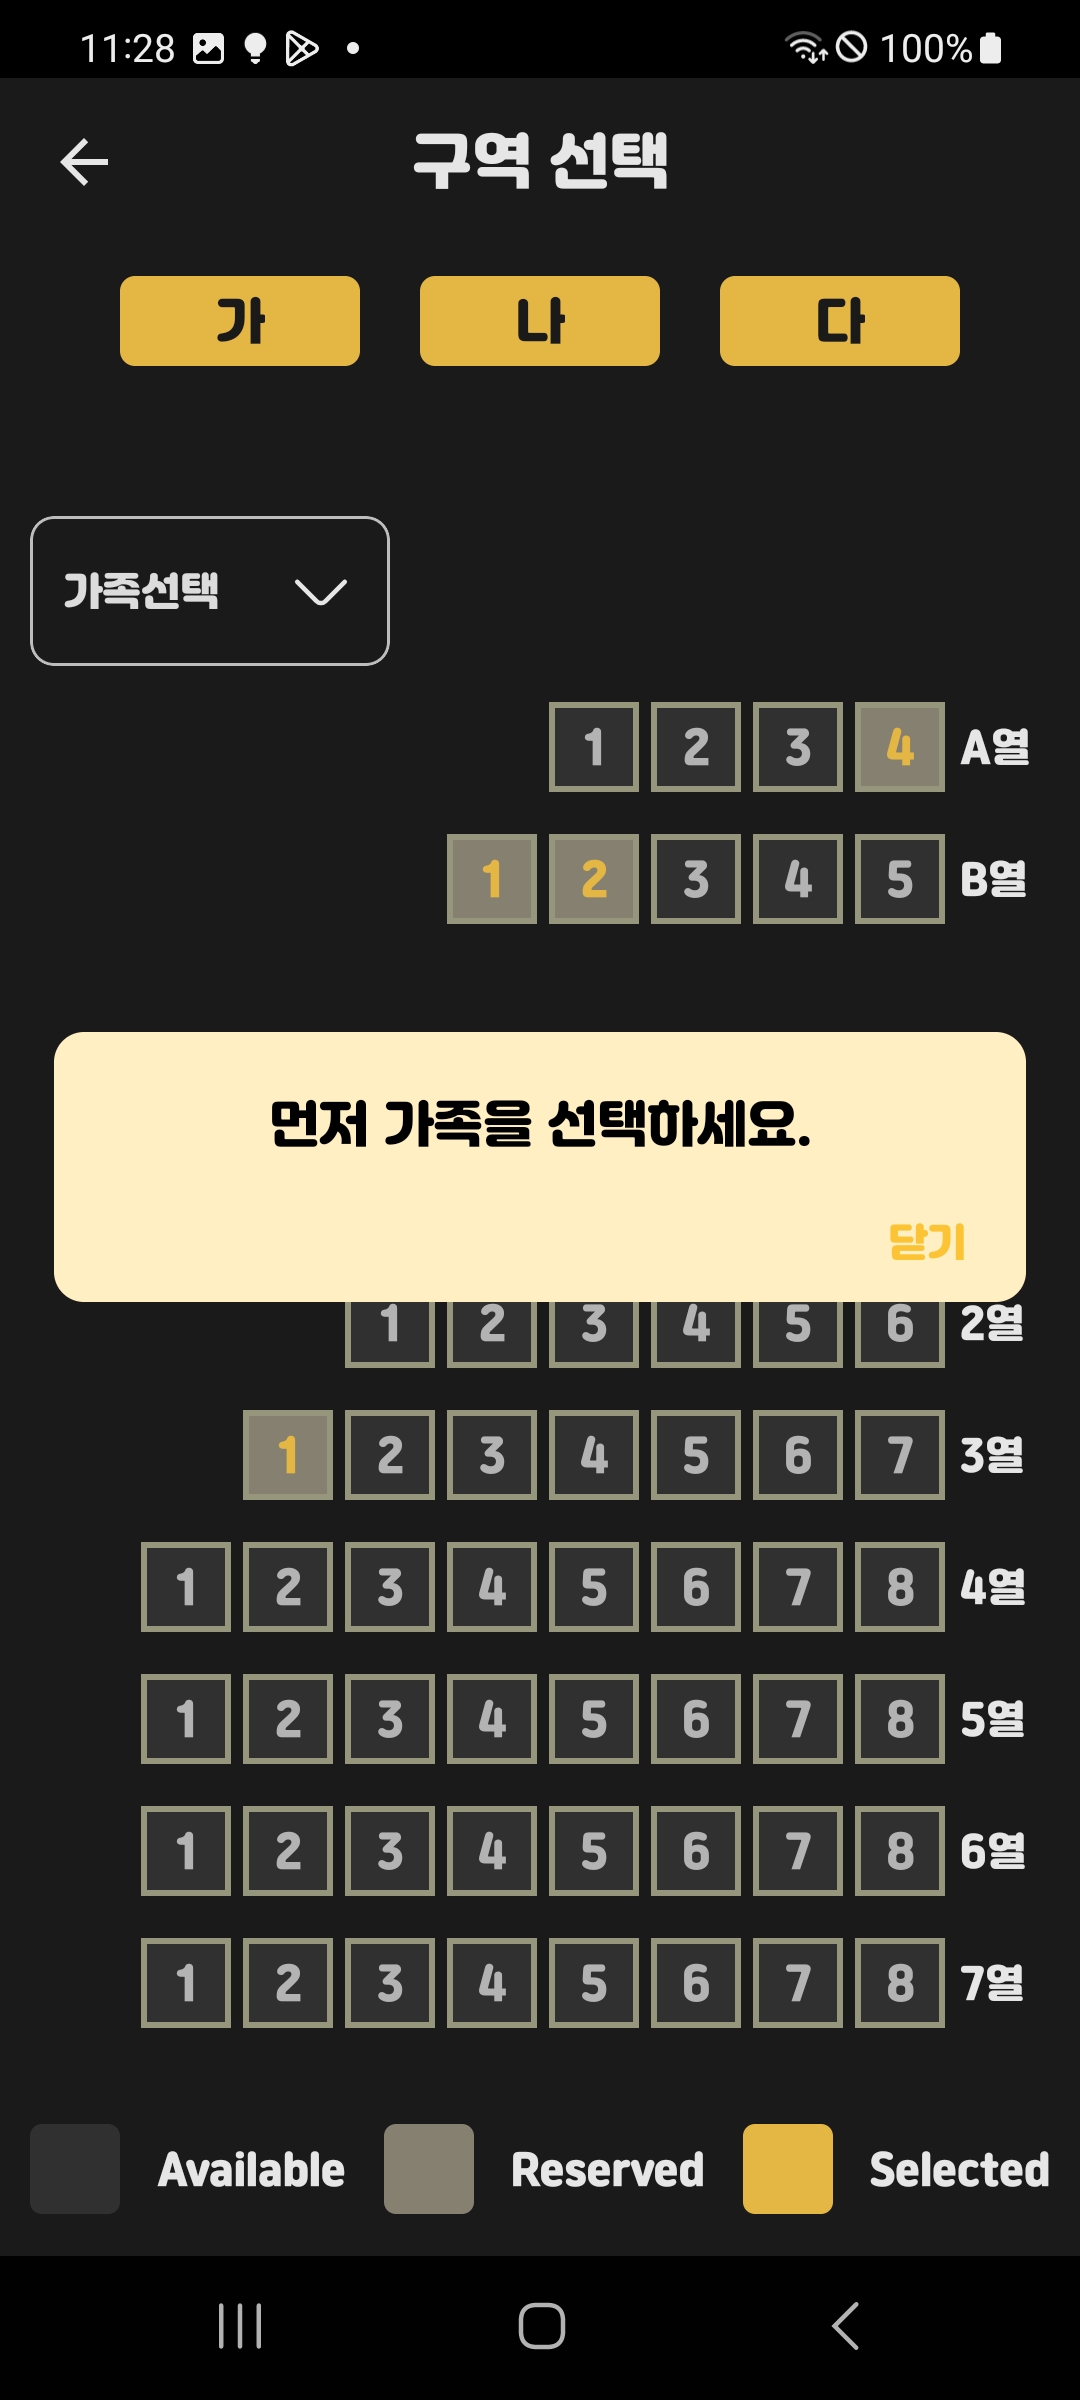 11:28 100%
구역 선택
가 나 다
가족선택
1 2 3 4 A열
1 2 3 4 5 B열
먼저 가족을 선택하세요.
닫기
1 2 3 4 5 6 2열
1 2 3 4 5 6 7 3열
1 2 3 4 5 6 7 8 4열
1 2 3 4 5 6 7 8 5열
1 2 3 4 5 6 7 8 6열
1 2 3 4 5 6 7 8 7열
Available Reserved Selected